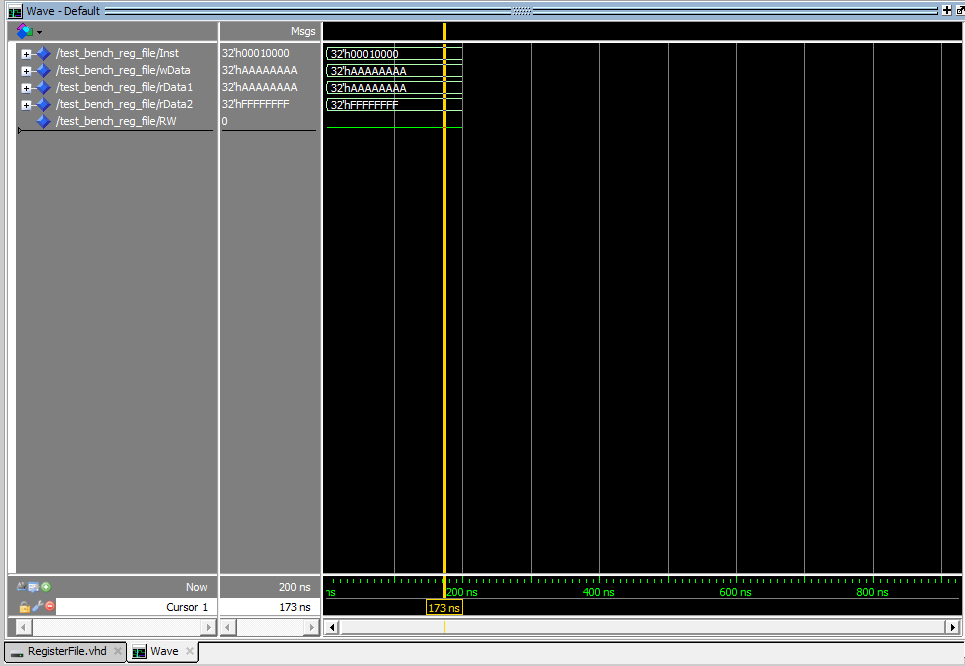 Wave - Default
Msgs
/test_bench_reg_file/Inst 32'h00010000 32'h00010000
/test_bench_reg_file/wData 32'hAAAAAAAA 32'hAAAAAAAA
/test_bench_reg_file/rData1 32'hAAAAAAAA 32'hAAAAAAAA
/test_bench_reg_file/rData2 32'hFFFFFFFF 32'hFFFFFFFF
/test_bench_reg_file/RW 0
Now 200 ns ns 200 ns 400 ns 600 ns 800 ns
Cursor 1 173 ns 173 ns
RegisterFile.vhd Wave